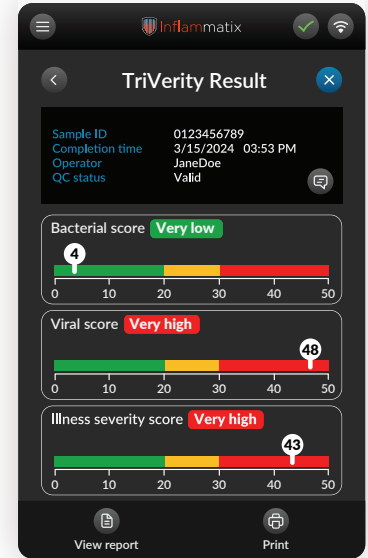 Inflammatix
TriVerity Result
Sample ID 0123456789
Completion time 3/15/2024 03:53 PM
Operator JaneDoe
QC status Valid
Bacterial score Very low
4
0 10 20 30 40 50
Viral score Very high
48
0 10 20 30 40 50
Illness severity score Very high
43
0 10 20 30 40 50
View report Print